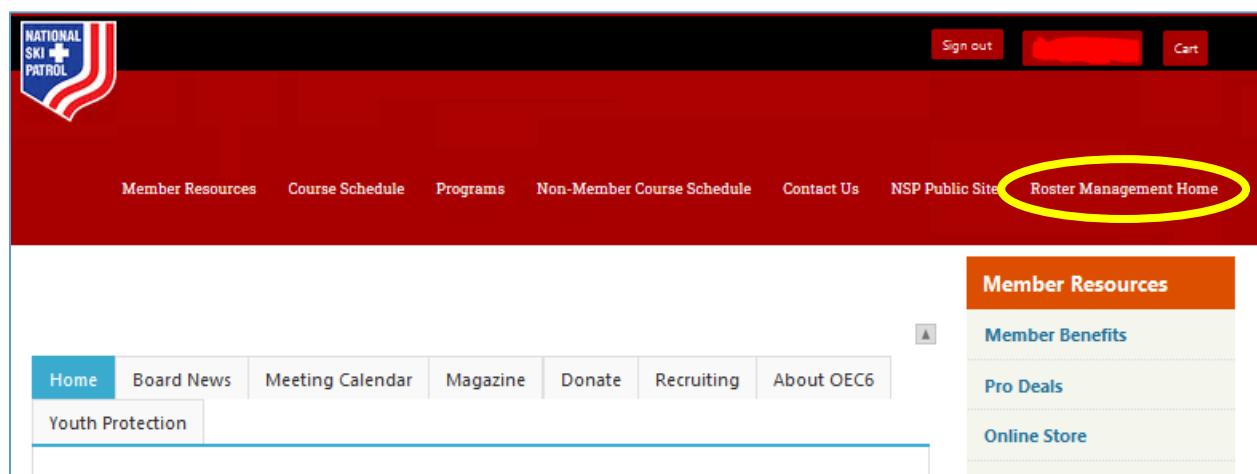 NATIONAL
SKI
PATROL
Sign out Cart
Member Resources Course Schedule Programs Non-Member Course Schedule Contact Us NSP Public Site Roster Management Home
Member Resources
Member Benefits
Home Board News Meeting Calendar Magazine Donate Recruiting About OEC6
Pro Deals
Youth Protection
Online Store